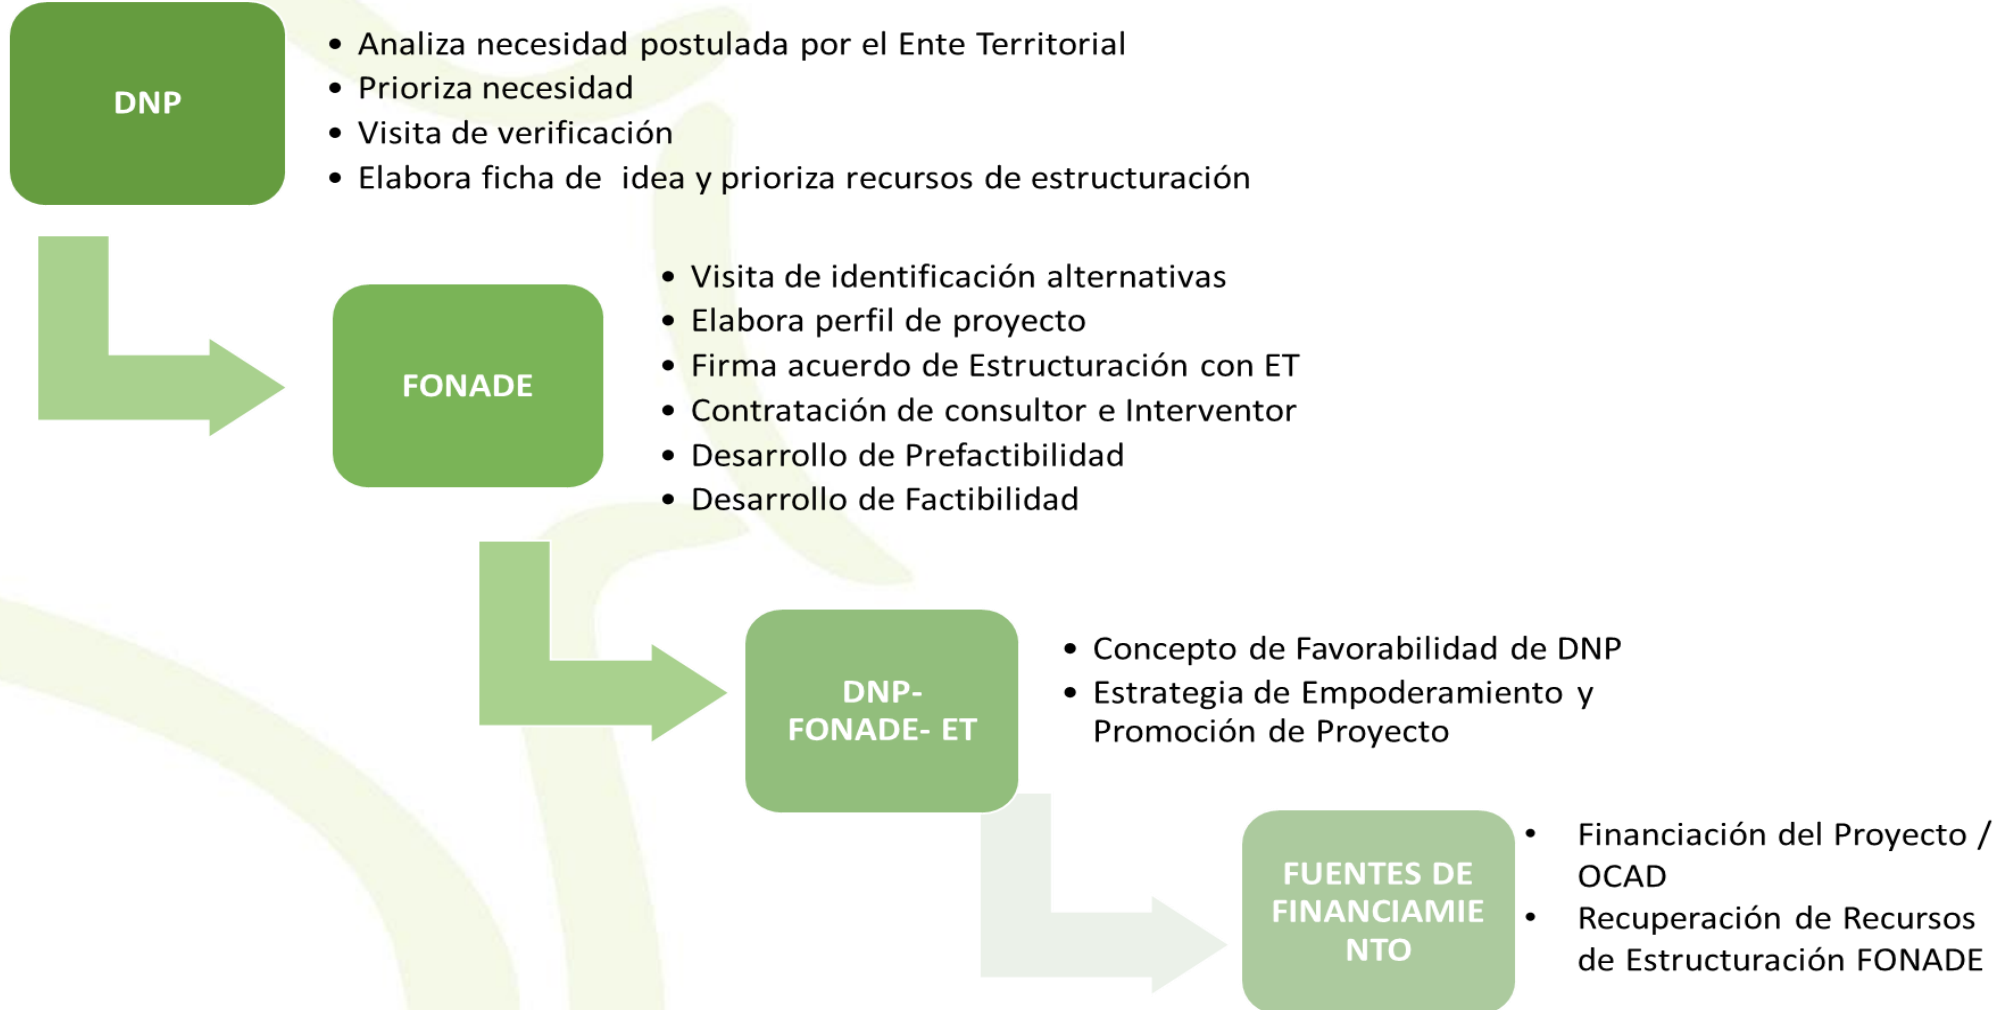 DNP
• Analiza necesidad postulada por el Ente Territorial
• Prioriza necesidad
• Visita de verificación
• Elabora ficha de idea y prioriza recursos de estructuración
FONADE
• Visita de identificación alternativas
• Elabora perfil de proyecto
• Firma acuerdo de Estructuración con ET
• Contratación de consultor e Interventor
• Desarrollo de Prefactibilidad
• Desarrollo de Factibilidad
DNP-
FONADE- ET
• Concepto de Favorabilidad de DNP
• Estrategia de Empoderamiento y
Promoción de Proyecto
FUENTES DE
FINANCIAMIE
NTO
• Financiación del Proyecto /
OCAD
• Recuperación de Recursos
de Estructuración FONADE